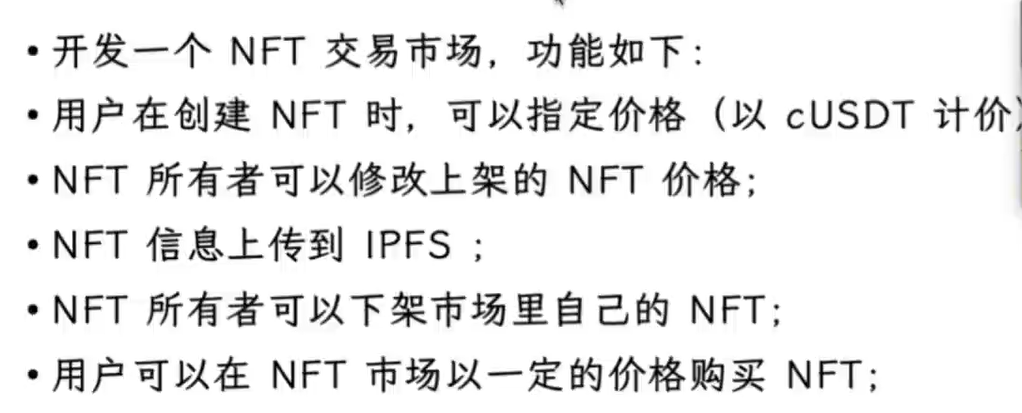 • 开发一个 NFT 交易市场，功能如下：
• 用户在创建 NFT 时，可以指定价格（以 cUSDT 计价）
• NFT 所有者可以修改上架的 NFT 价格；
• NFT 信息上传到 IPFS ；
• NFT 所有者可以下架市场里自己的 NFT；
• 用户可以在 NFT 市场以一定的价格购买 NFT；